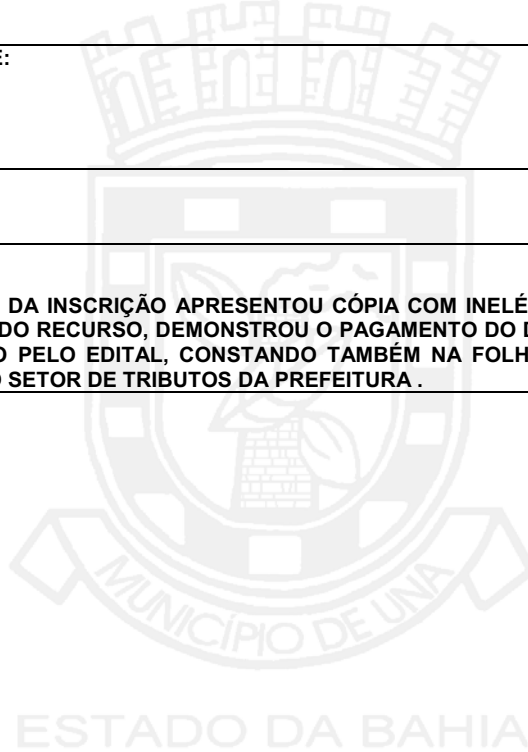 E:
DA INSCRIÇÃO APRESENTOU CÓPIA COM INELÉ
DO RECURSO, DEMONSTROU O PAGAMENTO DO
O PELO EDITAL, CONSTANDO TAMBÉM NA FOLH
O SETOR DE TRIBUTOS DA PREFEITURA .
MUNICÍPIO DE UNA
ESTADO DA BAHIA